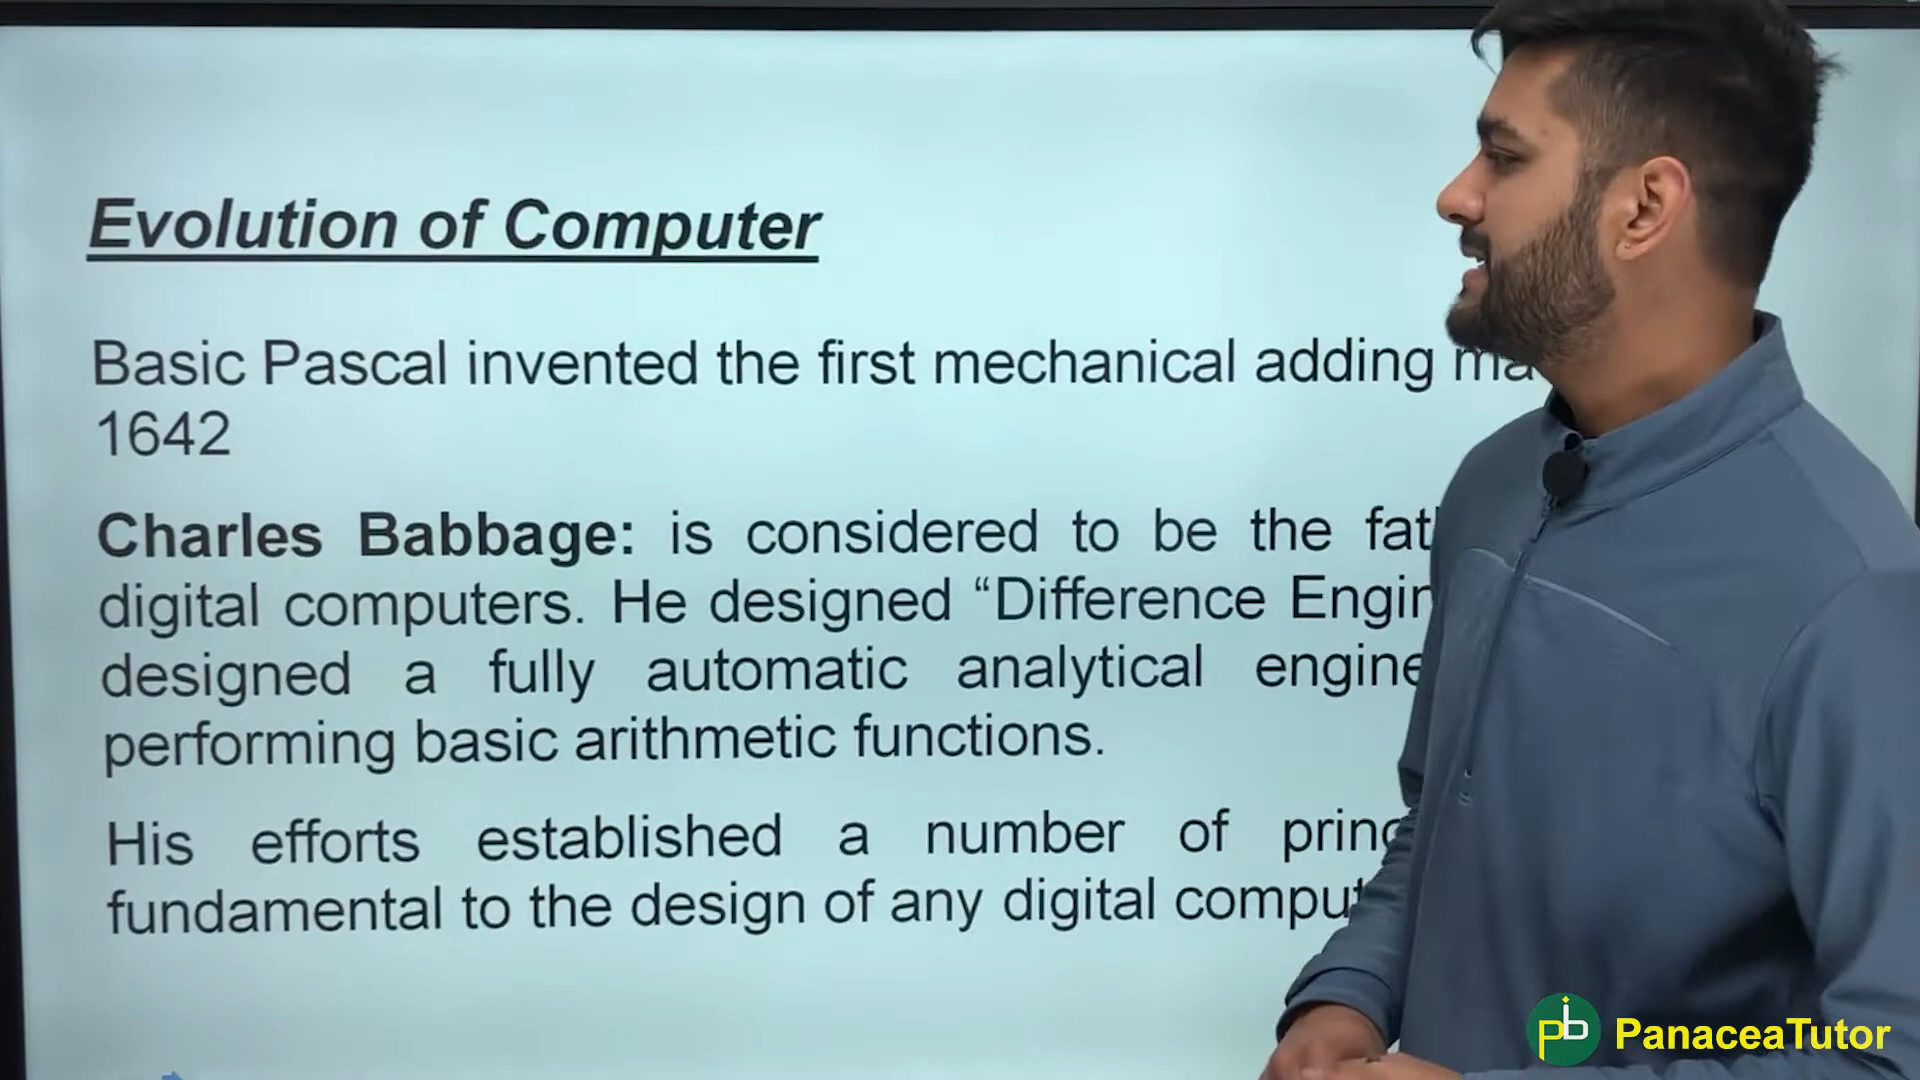 Evolution of Computer
Basic Pascal invented the first mechanical adding
1642
Charles Babbage: is considered to be the
digital computers. He designed “Difference
designed a fully automatic analytical engine
performing basic arithmetic functions.
His efforts established a number of
fundamental to the design of any digital
pib PanaceaTutor